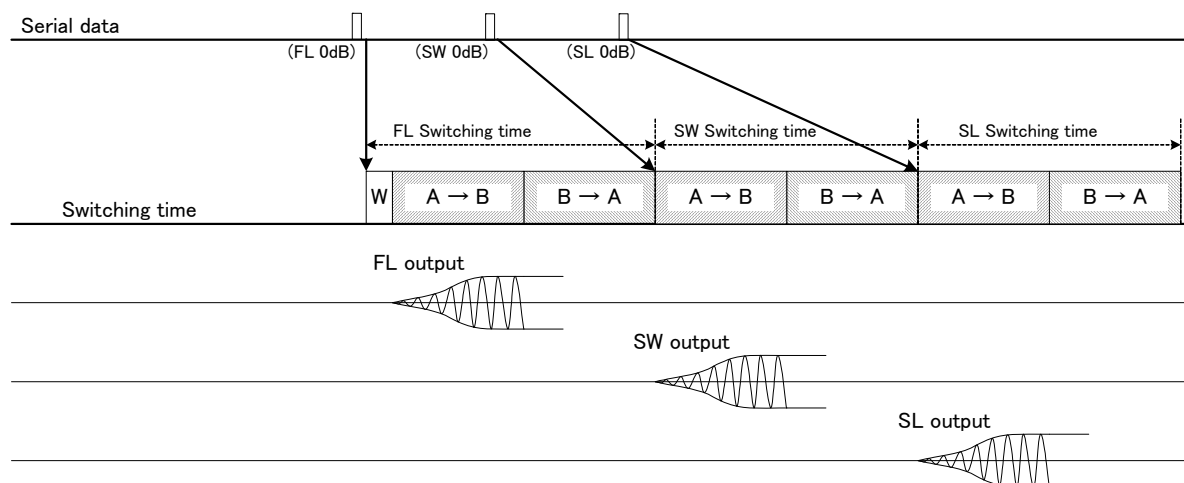 Serial data
(FL 0dB) (SW 0dB) (SL 0dB)
FL Switching time SW Switching time SL Switching time
W A → B B → A A → B B → A A → B B → A
Switching time
FL output
SW output
SL output